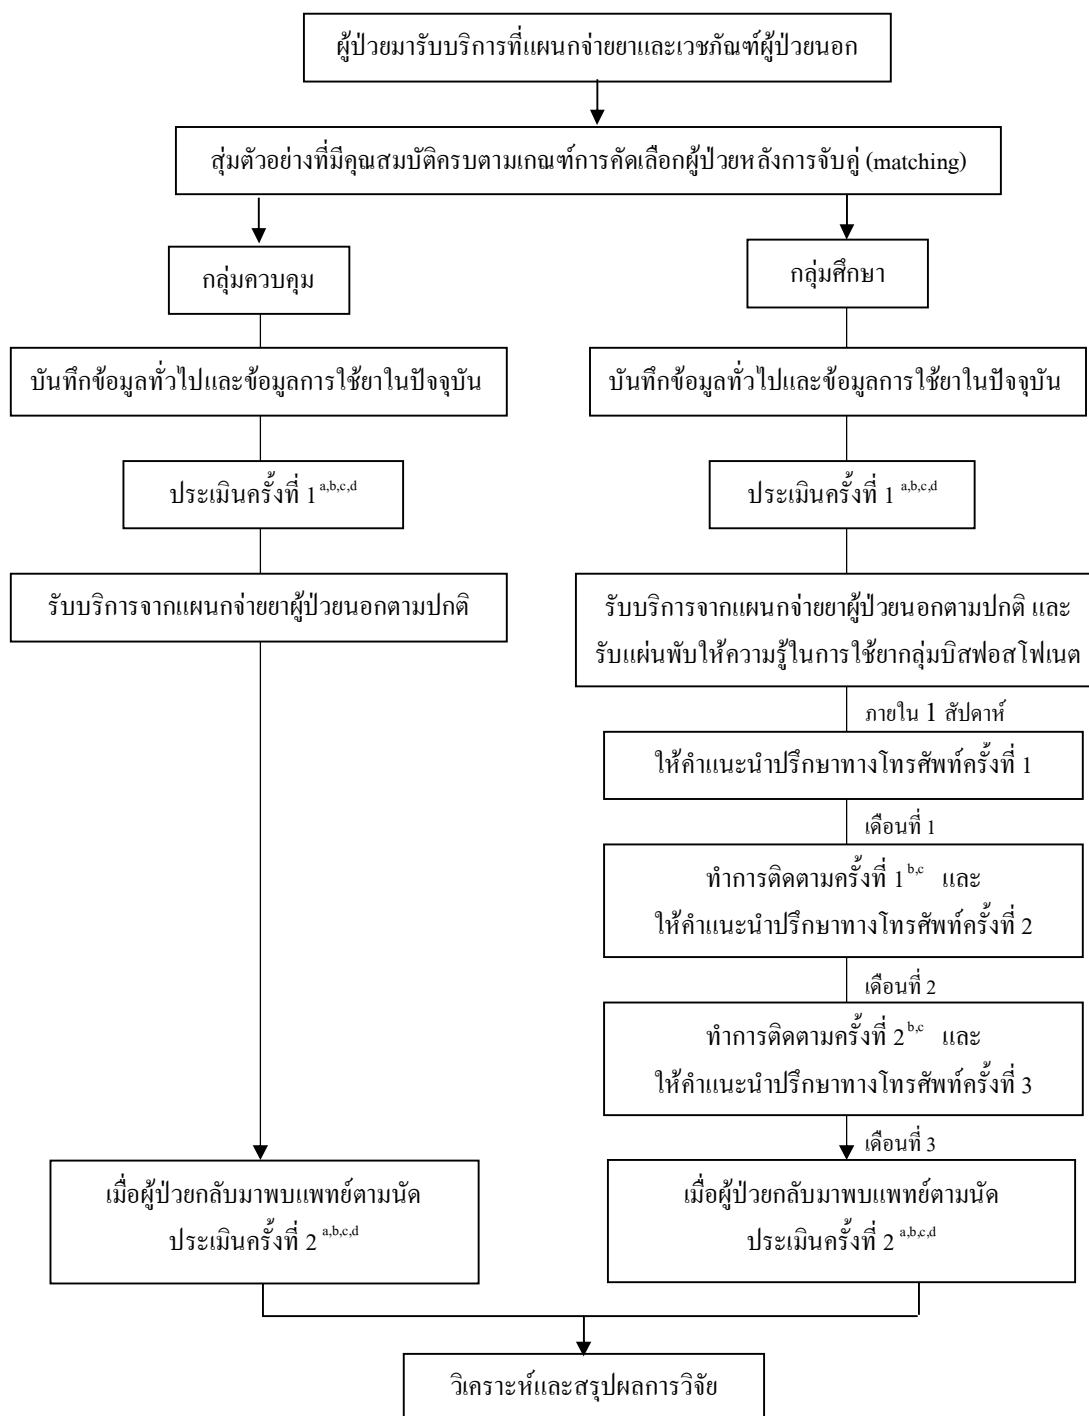 ผู้ป่วยมารับบริการที่แผนกจ่ายยาและเวชภัณฑ์ผู้ป่วยนอก
สุ่มตัวอย่างที่มีคุณสมบัติครบตามเกณฑ์การคัดเลือกผู้ป่วยหลังการจับคู่ (matching)
กลุ่มควบคุม
กลุ่มศึกษา
บันทึกข้อมูลทั่วไปและข้อมูลการใช้ยาในปัจจุบัน
บันทึกข้อมูลทั่วไปและข้อมูลการใช้ยาในปัจจุบัน
ประเมินครั้งที่ 1 a,b,c,d
ประเมินครั้งที่ 1 a,b,c,d
รับบริการจากแผนกจ่ายยาผู้ป่วยนอกตามปกติ
รับบริการจากแผนกจ่ายยาผู้ป่วยนอกตามปกติ และ
รับแผ่นพับให้ความรู้ในการใช้ยากลุ่มบิสฟอสโฟเนต
ภายใน 1 สัปดาห์
ให้คำแนะนำปรึกษาทางโทรศัพท์ครั้งที่ 1
เดือนที่ 1
ทำการติดตามครั้งที่ 1 b,c และ
ให้คำแนะนำปรึกษาทางโทรศัพท์ครั้งที่ 2
เดือนที่ 2
ทำการติดตามครั้งที่ 2 b,c และ
ให้คำแนะนำปรึกษาทางโทรศัพท์ครั้งที่ 3
เดือนที่ 3
เมื่อผู้ป่วยกลับมาพบแพทย์ตามนัด
ประเมินครั้งที่ 2 a,b,c,d
เมื่อผู้ป่วยกลับมาพบแพทย์ตามนัด
ประเมินครั้งที่ 2 a,b,c,d
วิเคราะห์และสรุปผลการวิจัย